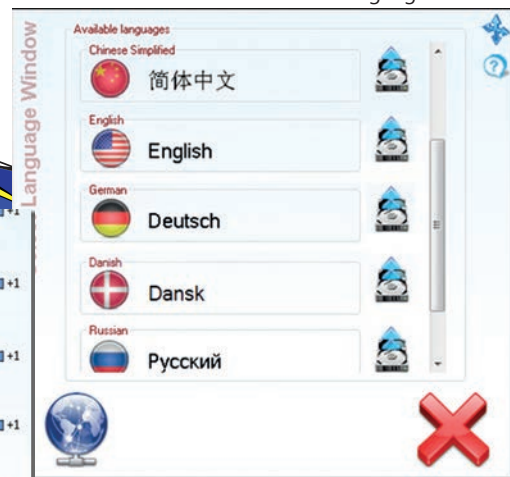 Language Window
Available languages
Chinese Simplified
简体中文
English
English
German
Deutsch
Danish
Dansk
Russian
Русский
+1
+1
+1
+1